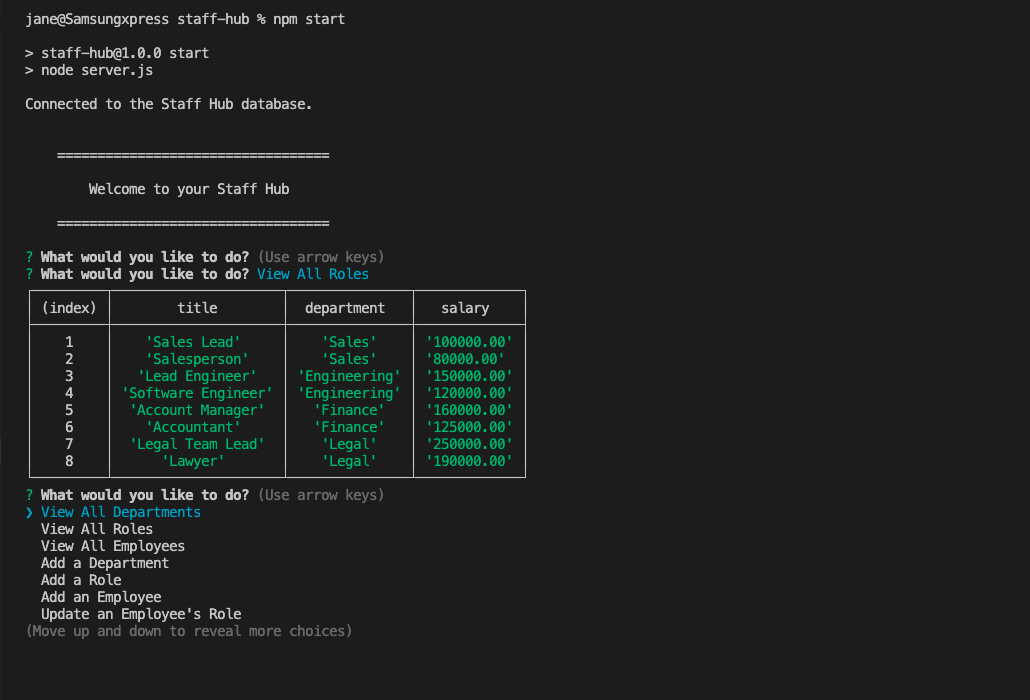 jane@Samsungxpress staff-hub % npm start
> staff-hub@1.0.0 start
> node server.js
Connected to the Staff Hub database.
==================================
Welcome to your Staff Hub
==================================
? What would you like to do? (Use arrow keys)
? What would you like to do? View All Roles
(index) title department salary
1 'Sales Lead' 'Sales' '100000.00'
2 'Salesperson' 'Sales' '80000.00'
3 'Lead Engineer' 'Engineering' '150000.00'
4 'Software Engineer' 'Engineering' '120000.00'
5 'Account Manager' 'Finance' '160000.00'
6 'Accountant' 'Finance' '125000.00'
7 'Legal Team Lead' 'Legal' '250000.00'
8 'Lawyer' 'Legal' '190000.00'
? What would you like to do? (Use arrow keys)
❯ View All Departments
View All Roles
View All Employees
Add a Department
Add a Role
Add an Employee
Update an Employee's Role
(Move up and down to reveal more choices)